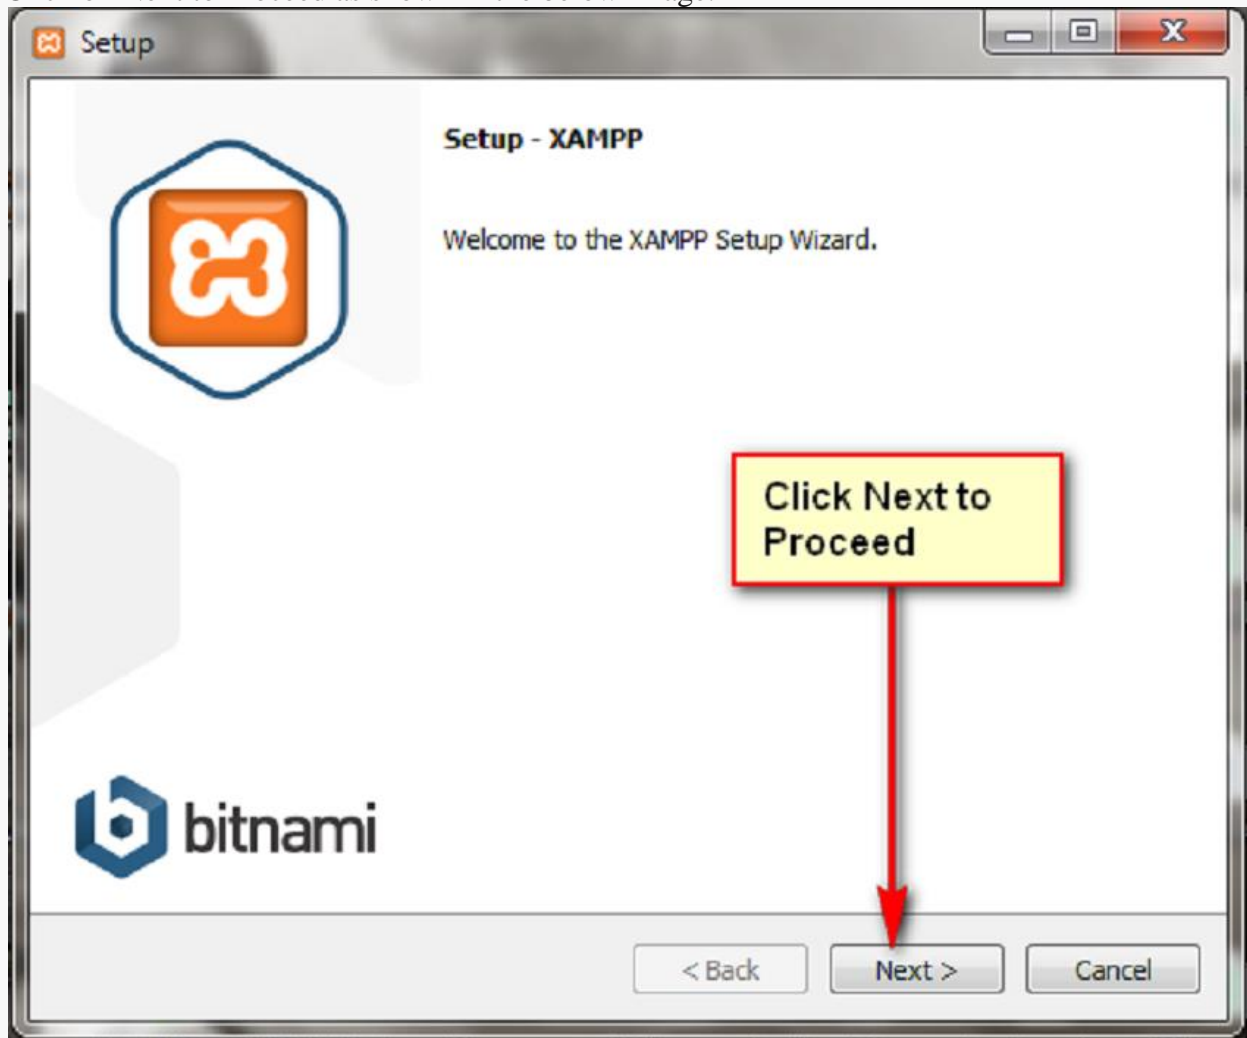 Setup
Setup - XAMPP
Welcome to the XAMPP Setup Wizard.
Click Next to
Proceed
bitnami
< Back
Next >
Cancel